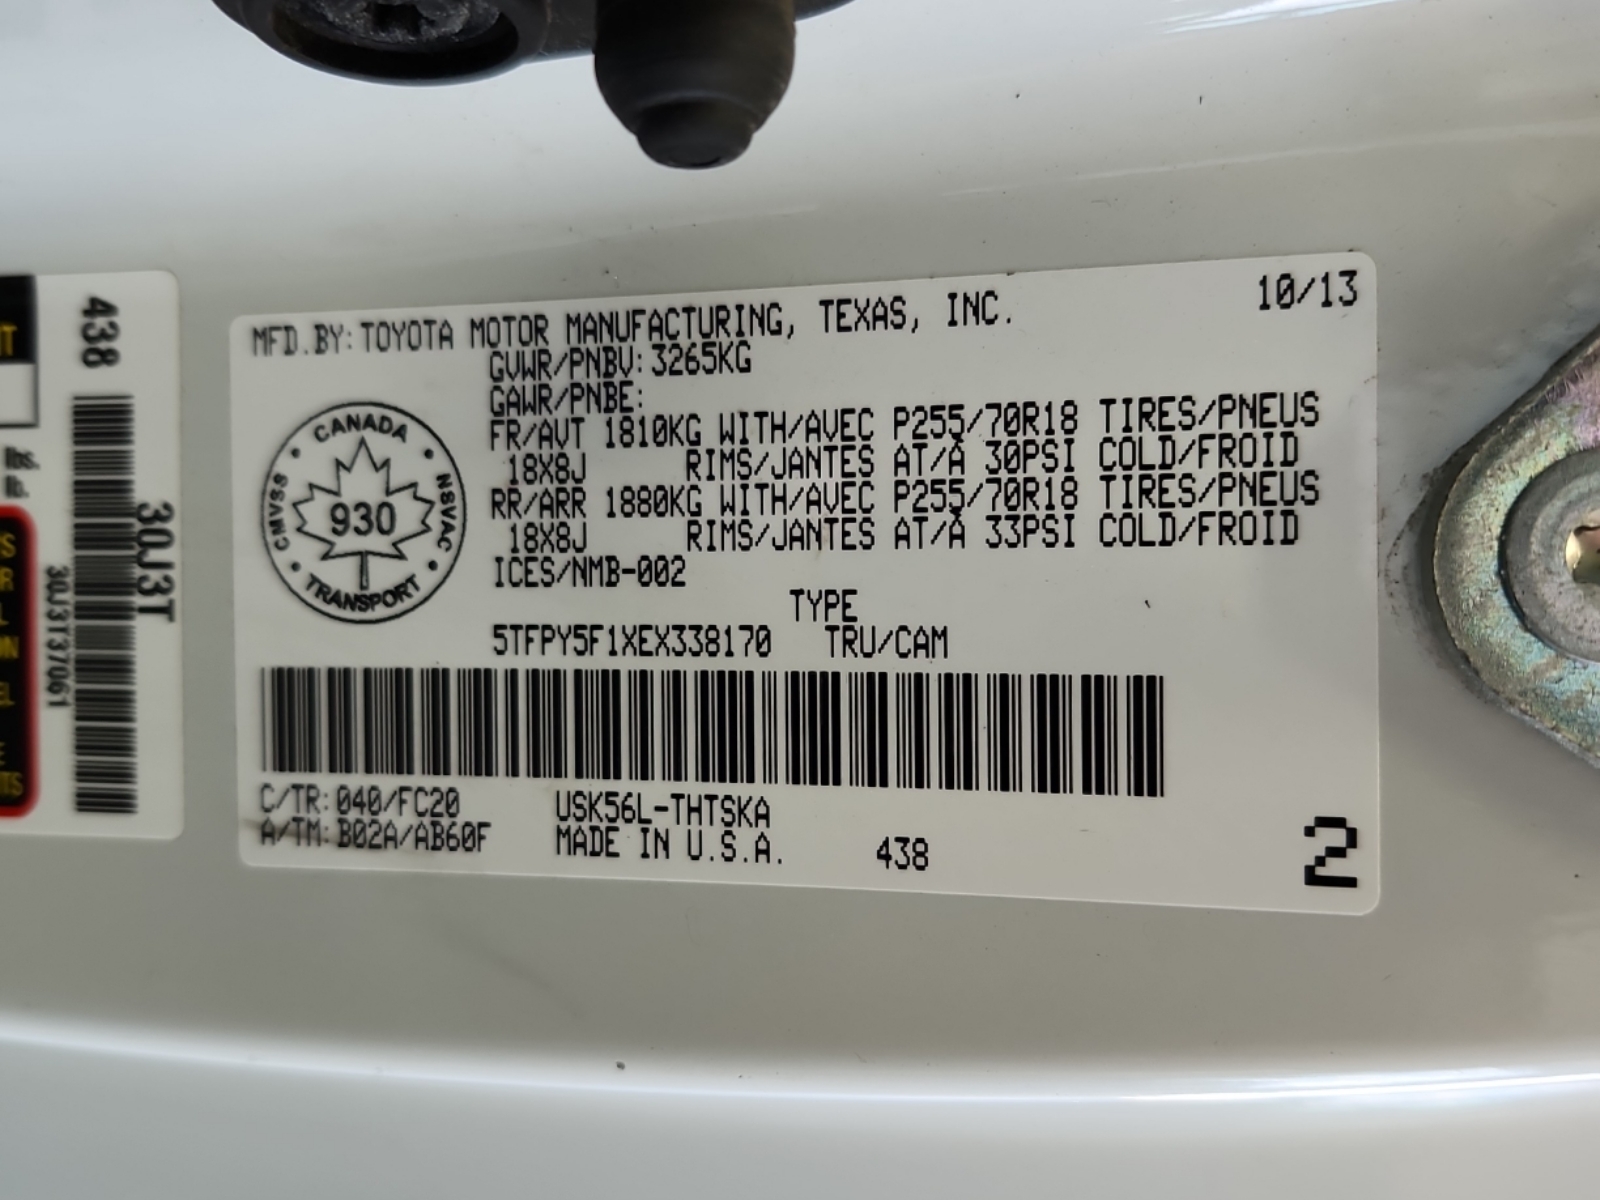 MFD.BY: TOYOTA MOTOR MANUFACTURING, TEXAS, INC. 10/13
GVWR/PNBV: 3265KG
GAWR/PNBE:
FR/AVT 1810KG WITH/AVEC P255/70R18 TIRES/PNEUS
18X8J RIMS/JANTES AT/À 30PSI COLD/FROID
RR/ARR 1880KG WITH/AVEC P255/70R18 TIRES/PNEUS
18X8J RIMS/JANTES AT/À 33PSI COLD/FROID
ICES/NMB-002
TYPE
5TFPY5F1XEX338170 TRU/CAM
C/TR: 040/FC20 USK56L-THTSKA
A/TM: B02A/AB60F MADE IN U.S.A. 438
2
CANADA
CMVSS
NSVAC
930
TRANSPORT
438
30J3T
30J3T37061
lbs.
lb.